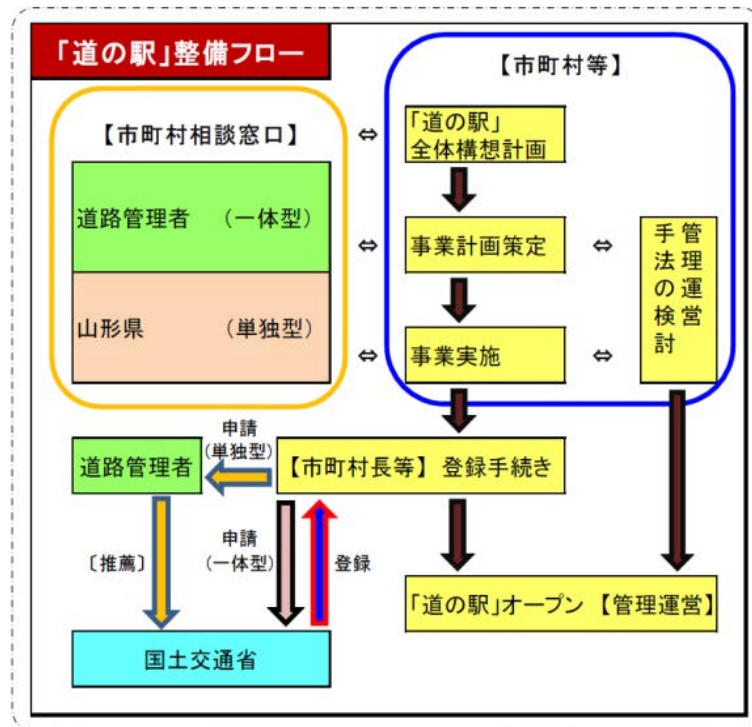 「道の駅」整備フロー
【市町村等】
【市町村相談窓口】
⇔
「道の駅」
全体構想計画
道路管理者 (一体型)
⇔
事業計画策定
⇔
管理運営
手法の検討
山形県 (単独型)
⇔
事業実施
⇔
申請
(単独型)
道路管理者
【市町村長等】 登録手続き
〔推薦〕
申請
(一体型)
登録
「道の駅」オープン 【管理運営】
国土交通省